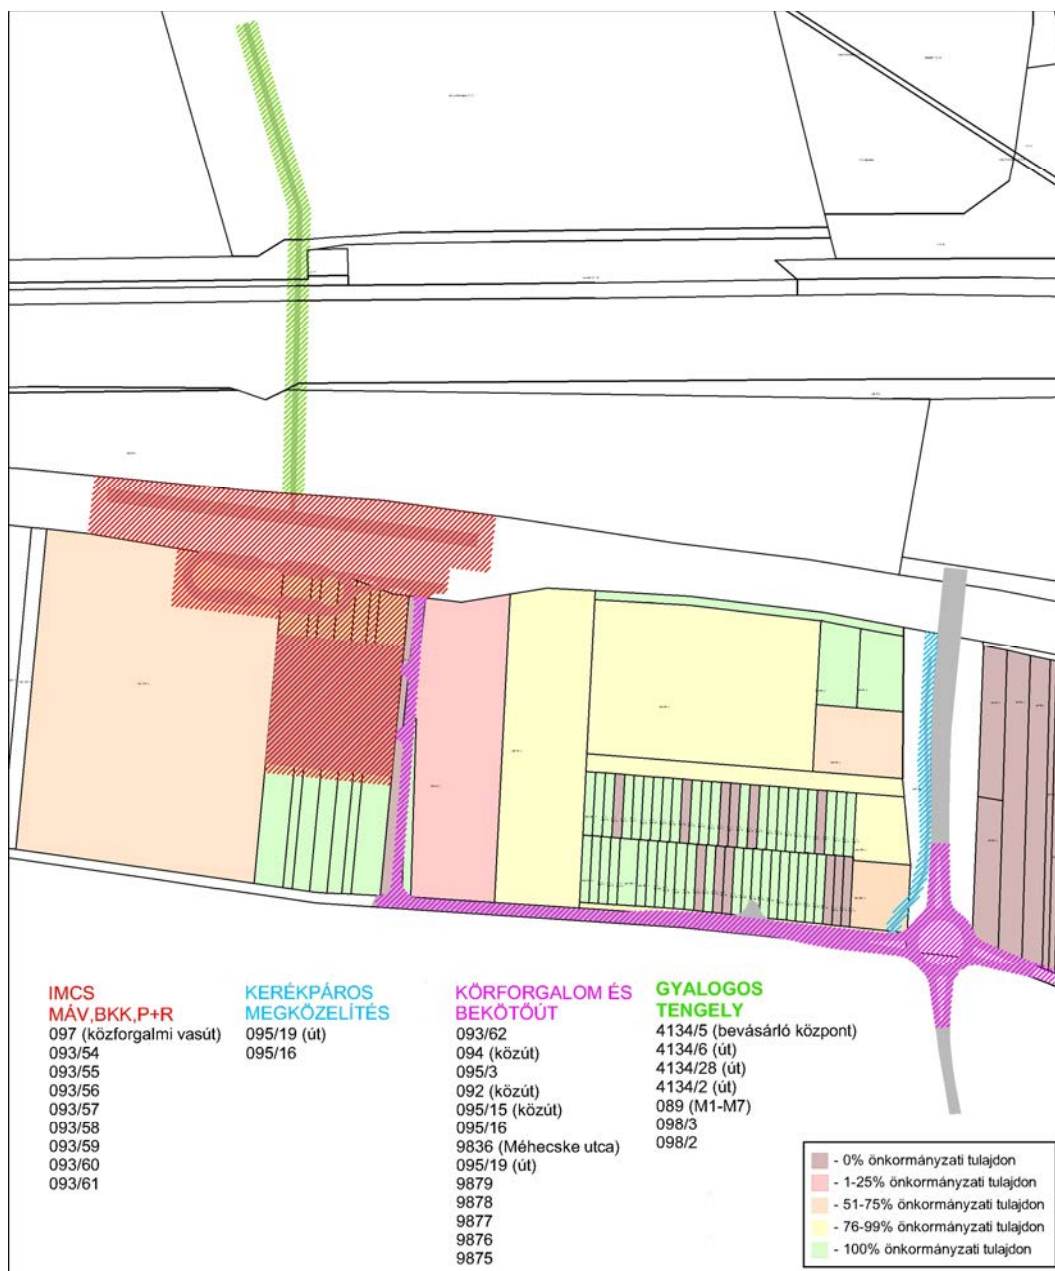 IMCS
MÁV,BKK,P+R
097 (közforgalmi vasút)
093/54
093/55
093/56
093/57
093/58
093/59
093/60
093/61
KERÉKPÁROS
MEGKÖZELÍTÉS
095/19 (út)
095/16
KÖRFORGALOM ÉS
BEKÖTŐÚT
093/62
094 (közút)
095/3
092 (közút)
095/15 (közút)
095/16
9836 (Méhecske utca)
095/19 (út)
9879
9878
9877
9876
9875
GYALOGOS
TENGELY
4134/5 (bevásárló központ)
4134/6 (út)
4134/28 (út)
4134/2 (út)
089 (M1-M7)
098/3
098/2
- 0% önkormányzati tulajdon
- 1-25% önkormányzati tulajdon
- 51-75% önkormányzati tulajdon
- 76-99% önkormányzati tulajdon
- 100% önkormányzati tulajdon